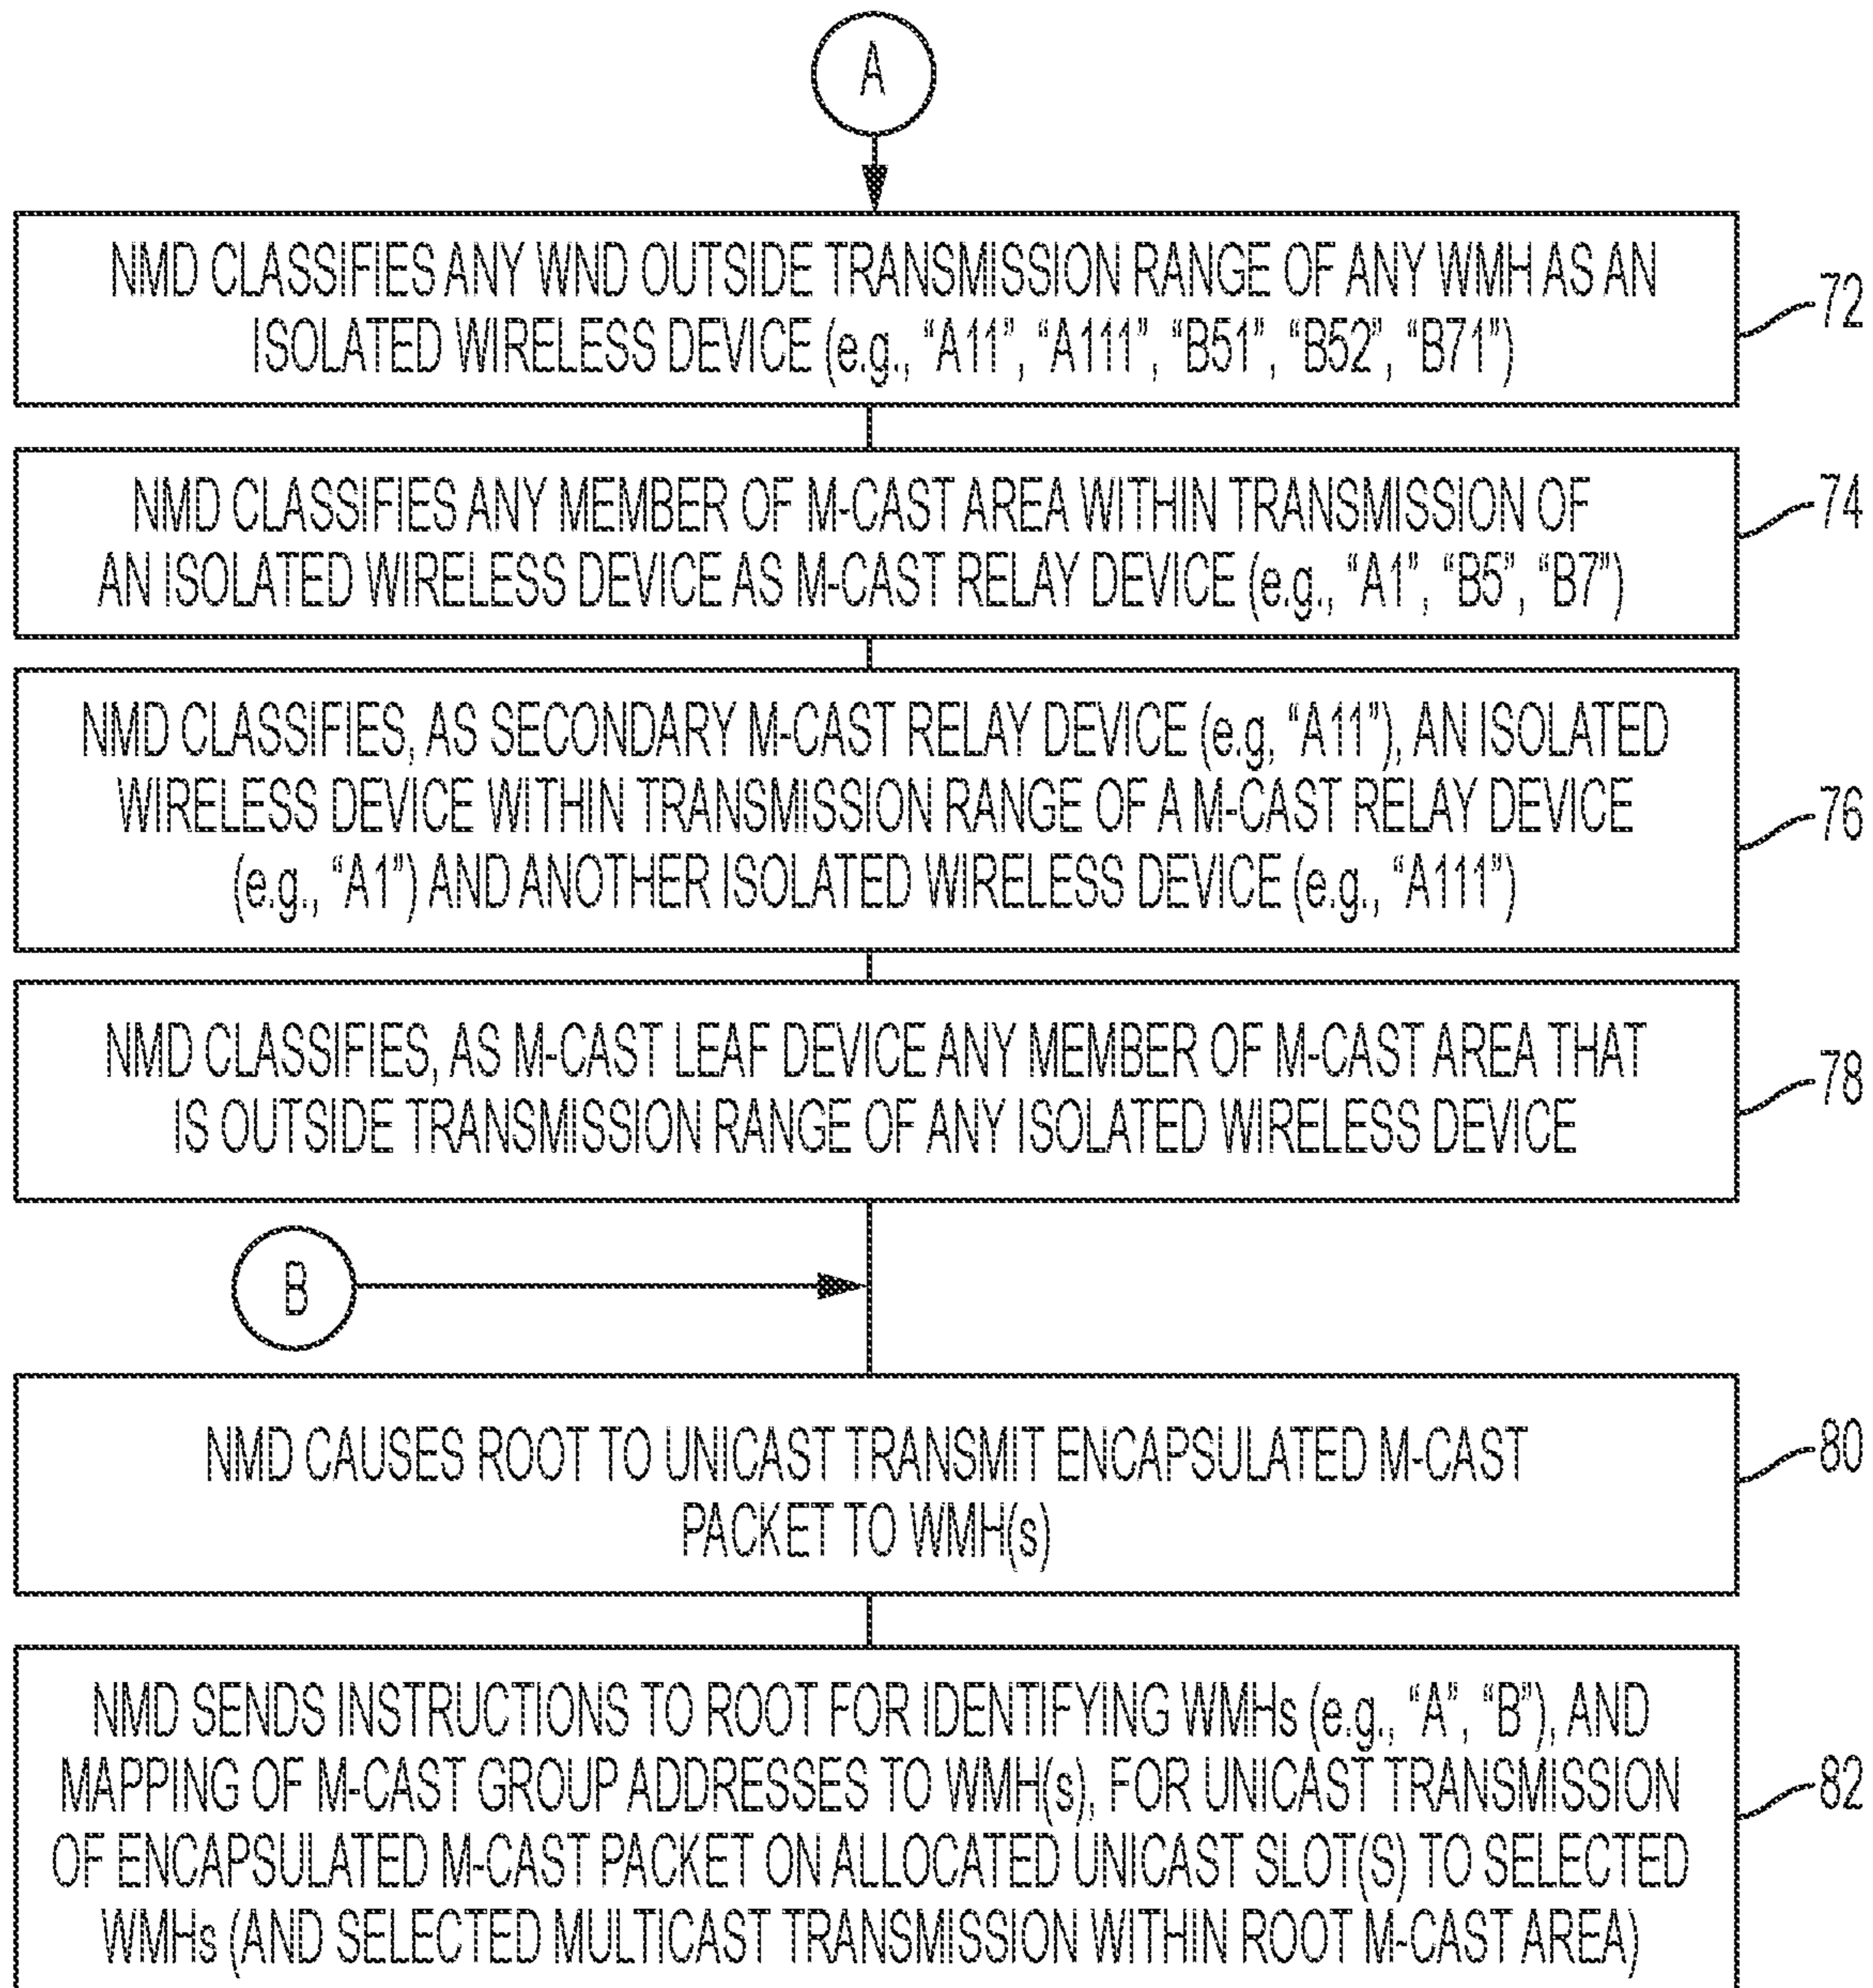 A
NMD CLASSIFIES ANY WND OUTSIDE TRANSMISSION RANGE OF ANY WMH AS AN
ISOLATED WIRELESS DEVICE (e.g., “A11”, “A111”, “B51”, “B52”, “B71”)
72
NMD CLASSIFIES ANY MEMBER OF M-CAST AREA WITHIN TRANSMISSION OF
AN ISOLATED WIRELESS DEVICE AS M-CAST RELAY DEVICE (e.g., “A1”, “B5”, “B7”)
74
NMD CLASSIFIES, AS SECONDARY M-CAST RELAY DEVICE (e.g, “A11”), AN ISOLATED
WIRELESS DEVICE WITHIN TRANSMISSION RANGE OF A M-CAST RELAY DEVICE
(e.g., “A1”) AND ANOTHER ISOLATED WIRELESS DEVICE (e.g., “A111”)
76
NMD CLASSIFIES, AS M-CAST LEAF DEVICE ANY MEMBER OF M-CAST AREA THAT
IS OUTSIDE TRANSMISSION RANGE OF ANY ISOLATED WIRELESS DEVICE
78
B
NMD CAUSES ROOT TO UNICAST TRANSMIT ENCAPSULATED M-CAST
PACKET TO WMH(s)
80
NMD SENDS INSTRUCTIONS TO ROOT FOR IDENTIFYING WMHs (e.g., “A”, “B”), AND
MAPPING OF M-CAST GROUP ADDRESSES TO WMH(s), FOR UNICAST TRANSMISSION
OF ENCAPSULATED M-CAST PACKET ON ALLOCATED UNICAST SLOT(S) TO SELECTED
WMHs (AND SELECTED MULTICAST TRANSMISSION WITHIN ROOT M-CAST AREA)
82